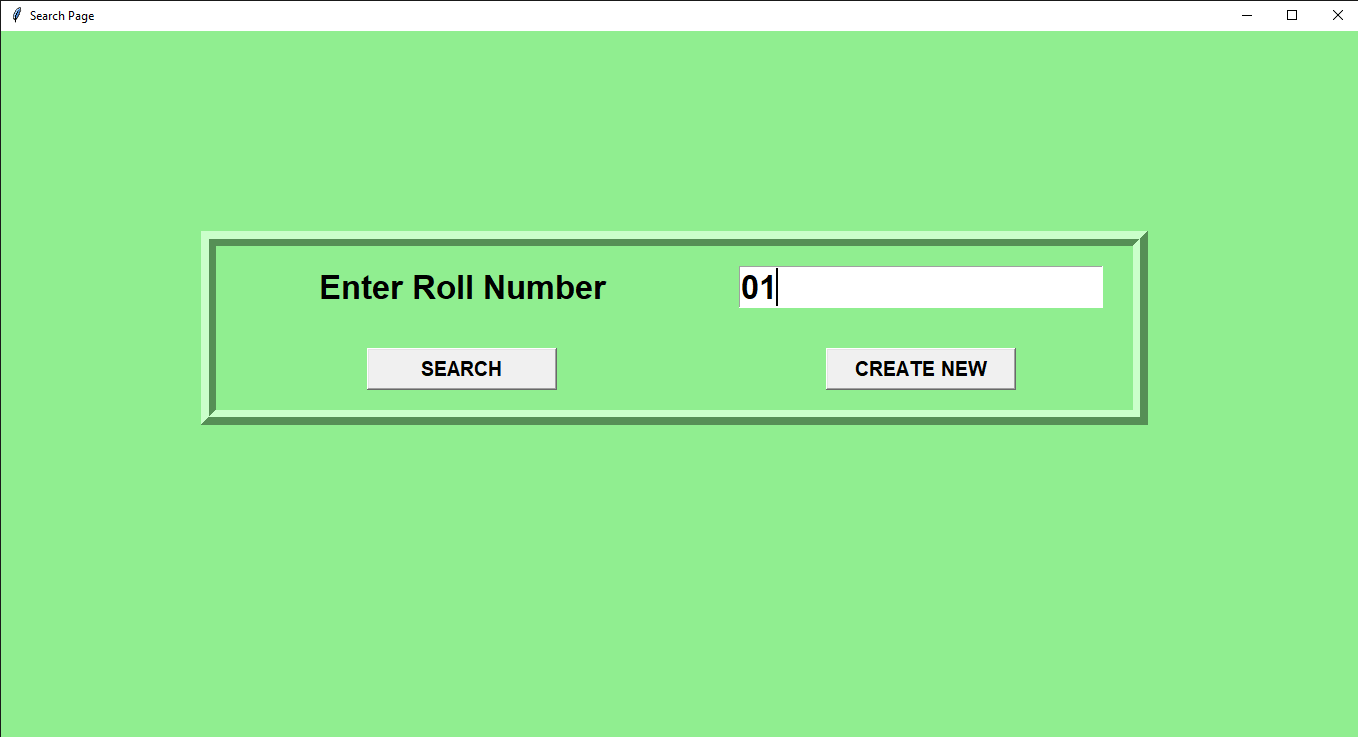 Search Page
Enter Roll Number
01
SEARCH
CREATE NEW